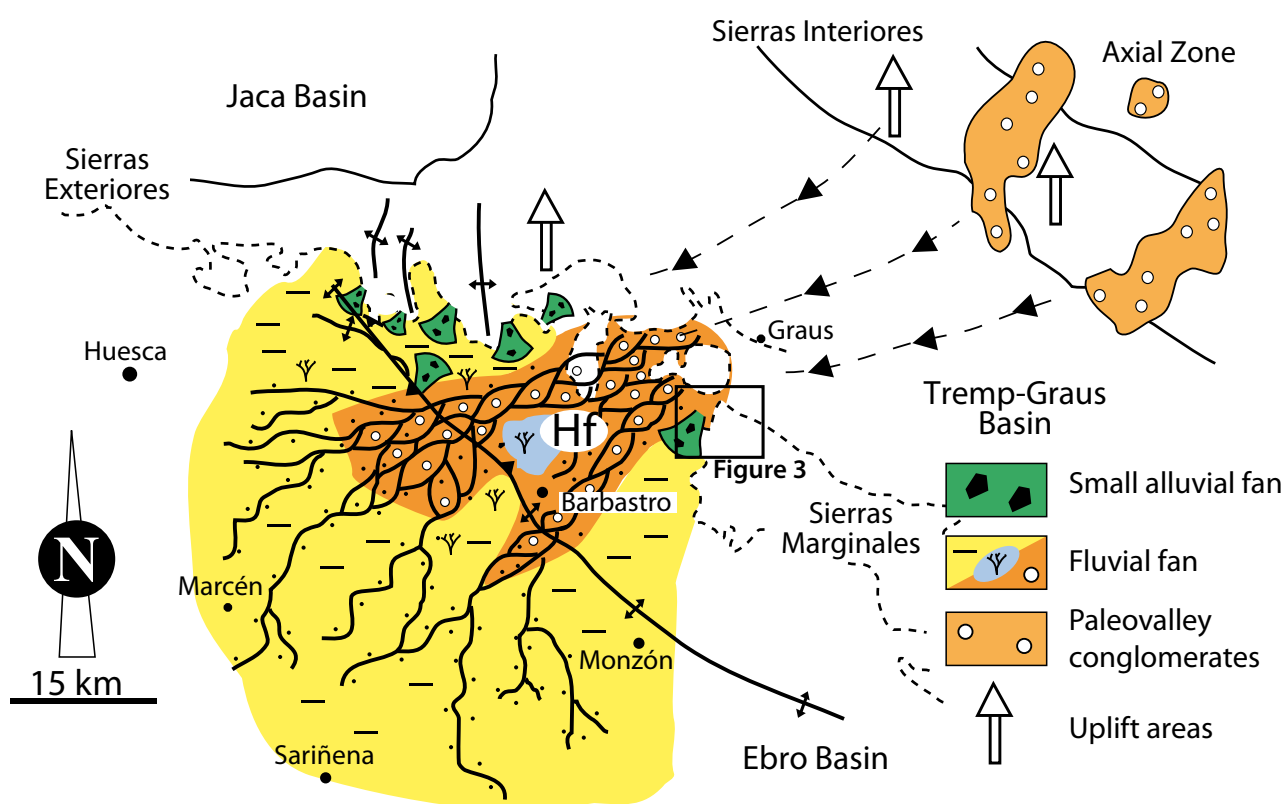 Sierras Interiores
Axial Zone
Jaca Basin
Sierras
Exteriores
Graus
Huesca
Tremp-Graus
Basin
Hf
Figure 3
Small alluvial fan
Barbastro
Sierras
Marginales
N
Fluvial fan
Marcén
Paleovalley
conglomerates
Monzón
15 km
Uplift areas
Sariñena
Ebro Basin